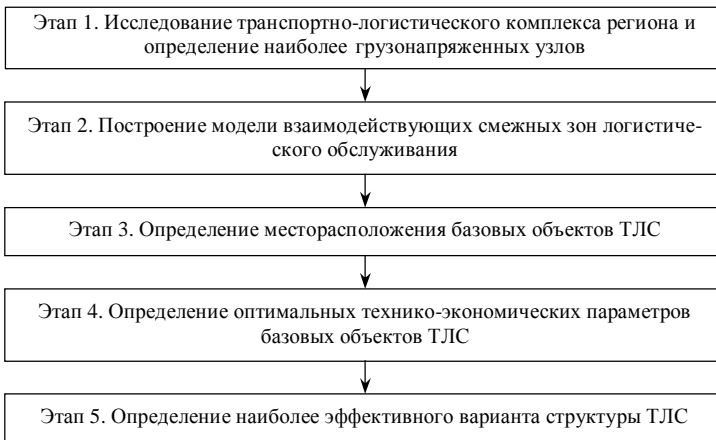 Этап 1. Исследование транспортно-логистического комплекса региона и
определение наиболее грузонапряженных узлов
Этап 2. Построение модели взаимодействующих смежных зон логистиче-
ского обслуживания
Этап 3. Определение месторасположения базовых объектов ТЛС
Этап 4. Определение оптимальных технико-экономических параметров
базовых объектов ТЛС
Этап 5. Определение наиболее эффективного варианта структуры ТЛС